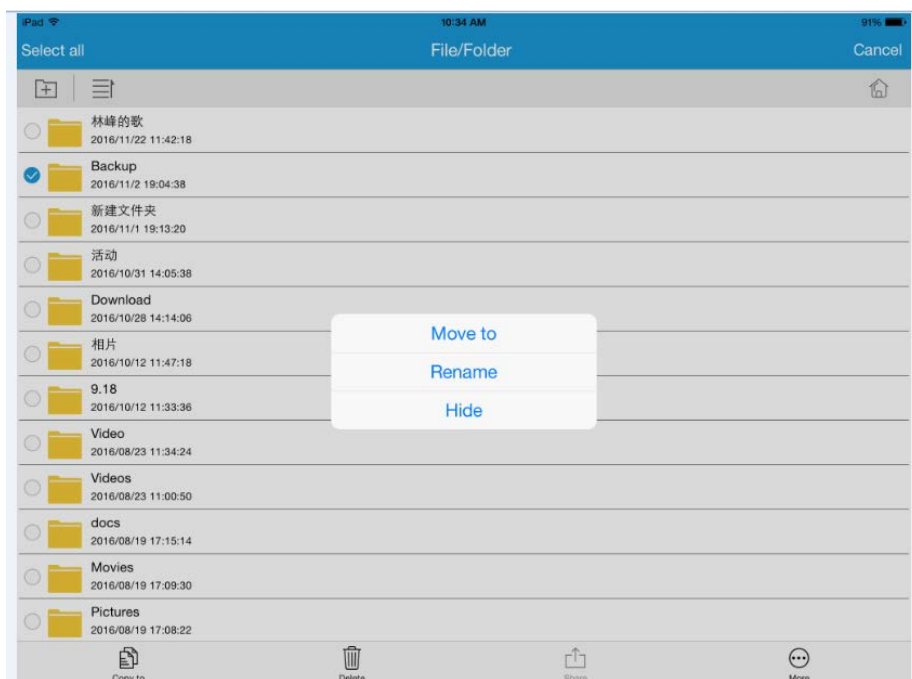 iPad 10:34 AM 91%
Select all File/Folder Cancel
林峰的歌
2016/11/22 11:42:18
Backup
2016/11/2 19:04:38
新建文件夹
2016/11/1 19:13:20
活动
2016/10/31 14:05:38
Download
2016/10/28 14:14:06
相片
2016/10/12 11:47:18
9.18
2016/10/12 11:33:36
Video
2016/08/23 11:34:24
Videos
2016/08/23 11:00:50
docs
2016/08/19 17:15:14
Movies
2016/08/19 17:09:30
Pictures
2016/08/19 17:08:22
Move to
Rename
Hide
Copy to Delete Share More